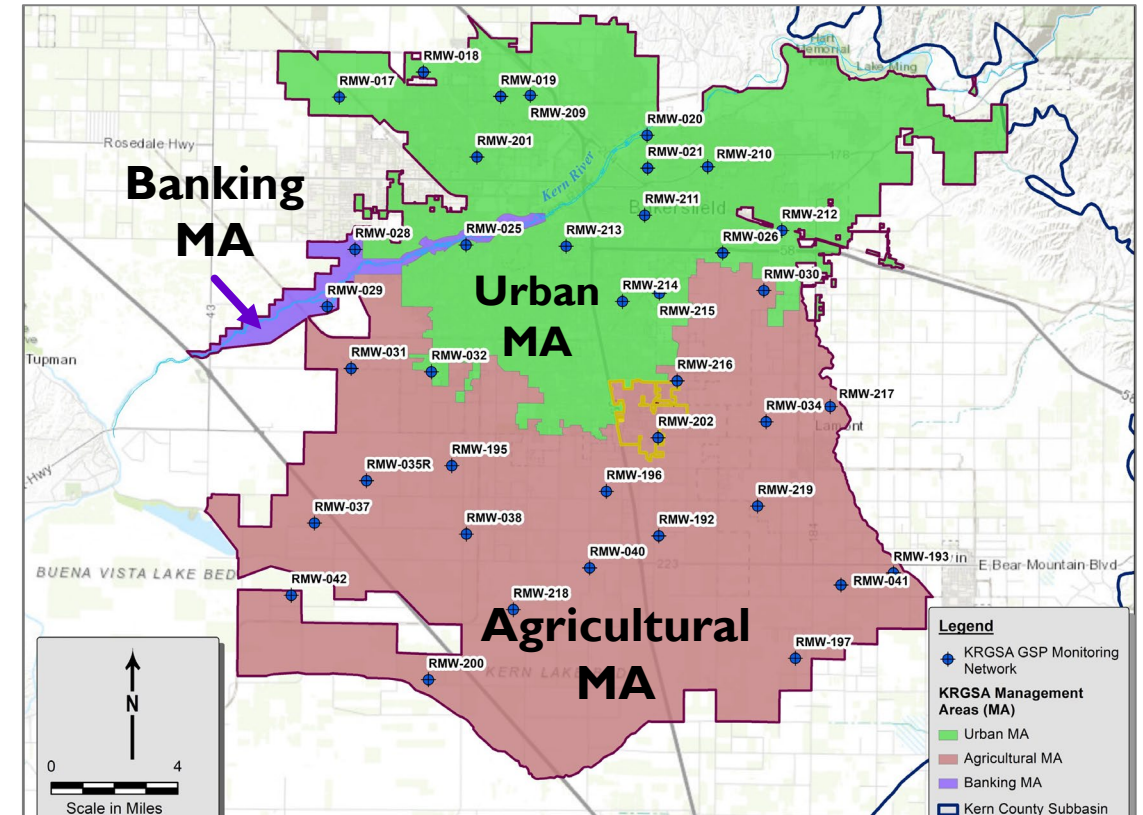 Hart
Memorial
Lake Ming
RMW-018
RMW-017
RMW-019
RMW-209
RMW-020
Rosedale Hwy
RMW-201
Kern River
RMW-021
RMW-210
178
Banking
MA
RMW-211
Bakersfield
RMW-212
RMW-028
RMW-025
RMW-213
RMW-026
58
RMW-029
Urban
MA
RMW-214
RMW-215
RMW-030
43
Tupman
RMW-031
RMW-032
RMW-216
RMW-217
RMW-034
Lamont
RMW-202
Hwy
RMW-195
RMW-035R
RMW-196
RMW-219
RMW-037
RMW-038
RMW-192
184
RMW-040
223
RMW-193
E Bear Mountain Blvd
RMW-041
BUENA VISTA LAKE BED
RMW-042
RMW-218
Agricultural
MA
RMW-197
RMW-200
KERN LAKE BED
N
0 4
Scale in Miles
Legend
KRGSA GSP Monitoring
Network
KRGSA Management
Areas (MA)
Urban MA
Agricultural MA
Banking MA
Kern County Subbasin